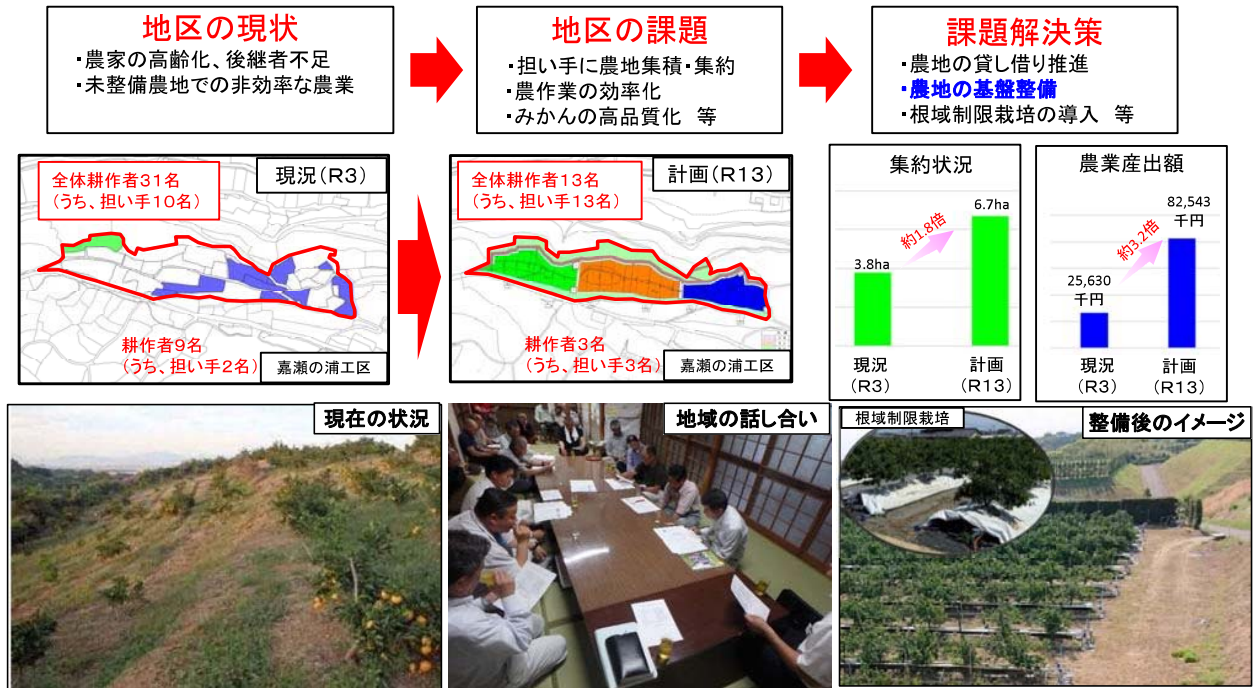 地区の現状
・農家の高齢化、後継者不足
・未整備農地での非効率な農業
地区の課題
・担い手に農地集積・集約
・農作業の効率化
・みかんの高品質化 等
課題解決策
・農地の貸し借り推進
・農地の基盤整備
・根域制限栽培の導入 等
全体耕作者31名
(うち、担い手10名)
現況(R3)
耕作者9名
(うち、担い手2名)
嘉瀬の浦工区
全体耕作者13名
(うち、担い手13名)
計画(R13)
耕作者3名
(うち、担い手3名)
嘉瀬の浦工区
集約状況
3.8ha
約1.8倍
6.7ha
現況
(R3)
計画
(R13)
農業産出額
25,630
千円
約3.2倍
82,543
千円
現況
(R3)
計画
(R13)
現在の状況
地域の話し合い
根域制限栽培
整備後のイメージ